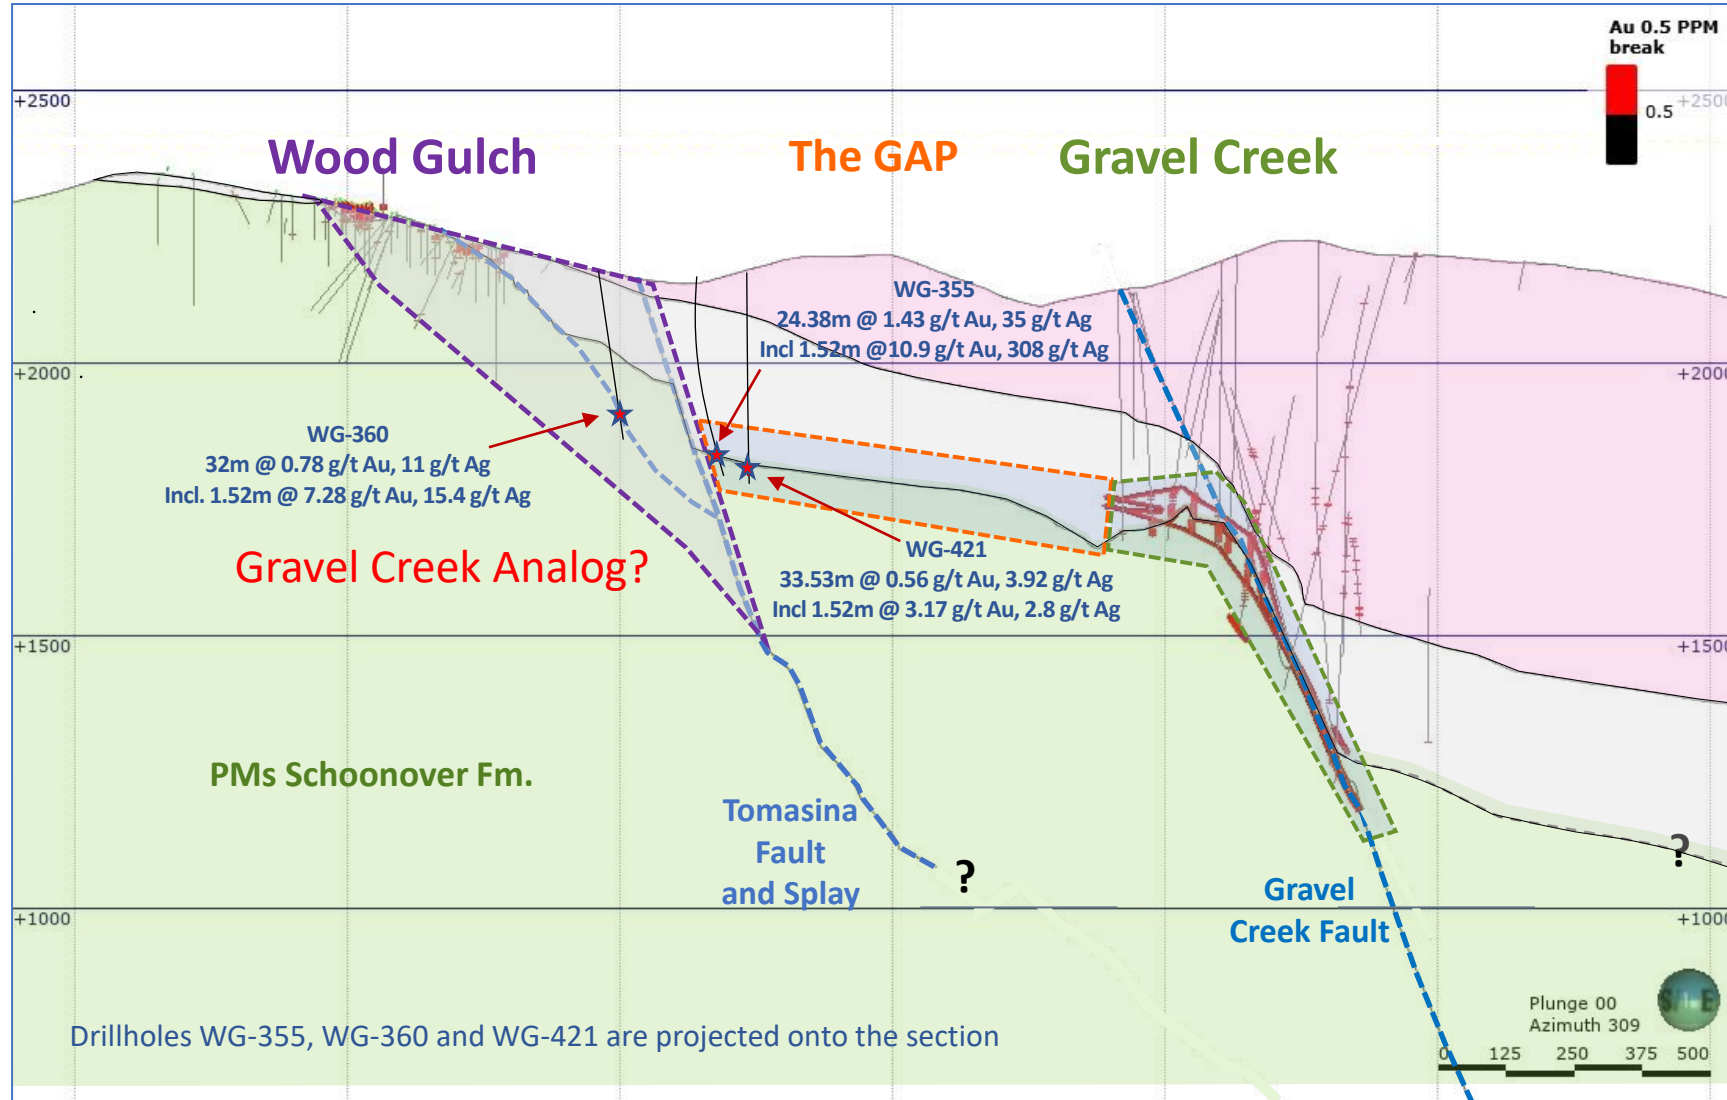 Au 0.5 PPM
break
0.5
+2500
+2500
Wood Gulch
The GAP
Gravel Creek
WG-355
24.38m @ 1.43 g/t Au, 35 g/t Ag
Incl 1.52m @10.9 g/t Au, 308 g/t Ag
+2000
+2000
WG-360
32m @ 0.78 g/t Au, 11 g/t Ag
Incl. 1.52m @ 7.28 g/t Au, 15.4 g/t Ag
WG-421
33.53m @ 0.56 g/t Au, 3.92 g/t Ag
Incl 1.52m @ 3.17 g/t Au, 2.8 g/t Ag
Gravel Creek Analog?
+1500
+1500
PMs Schoonover Fm.
Tomasina
Fault
and Splay
?
?
Gravel
Creek Fault
+1000
+1000
Plunge 00
Azimuth 309
0 125 250 375 500
Drillholes WG-355, WG-360 and WG-421 are projected onto the section